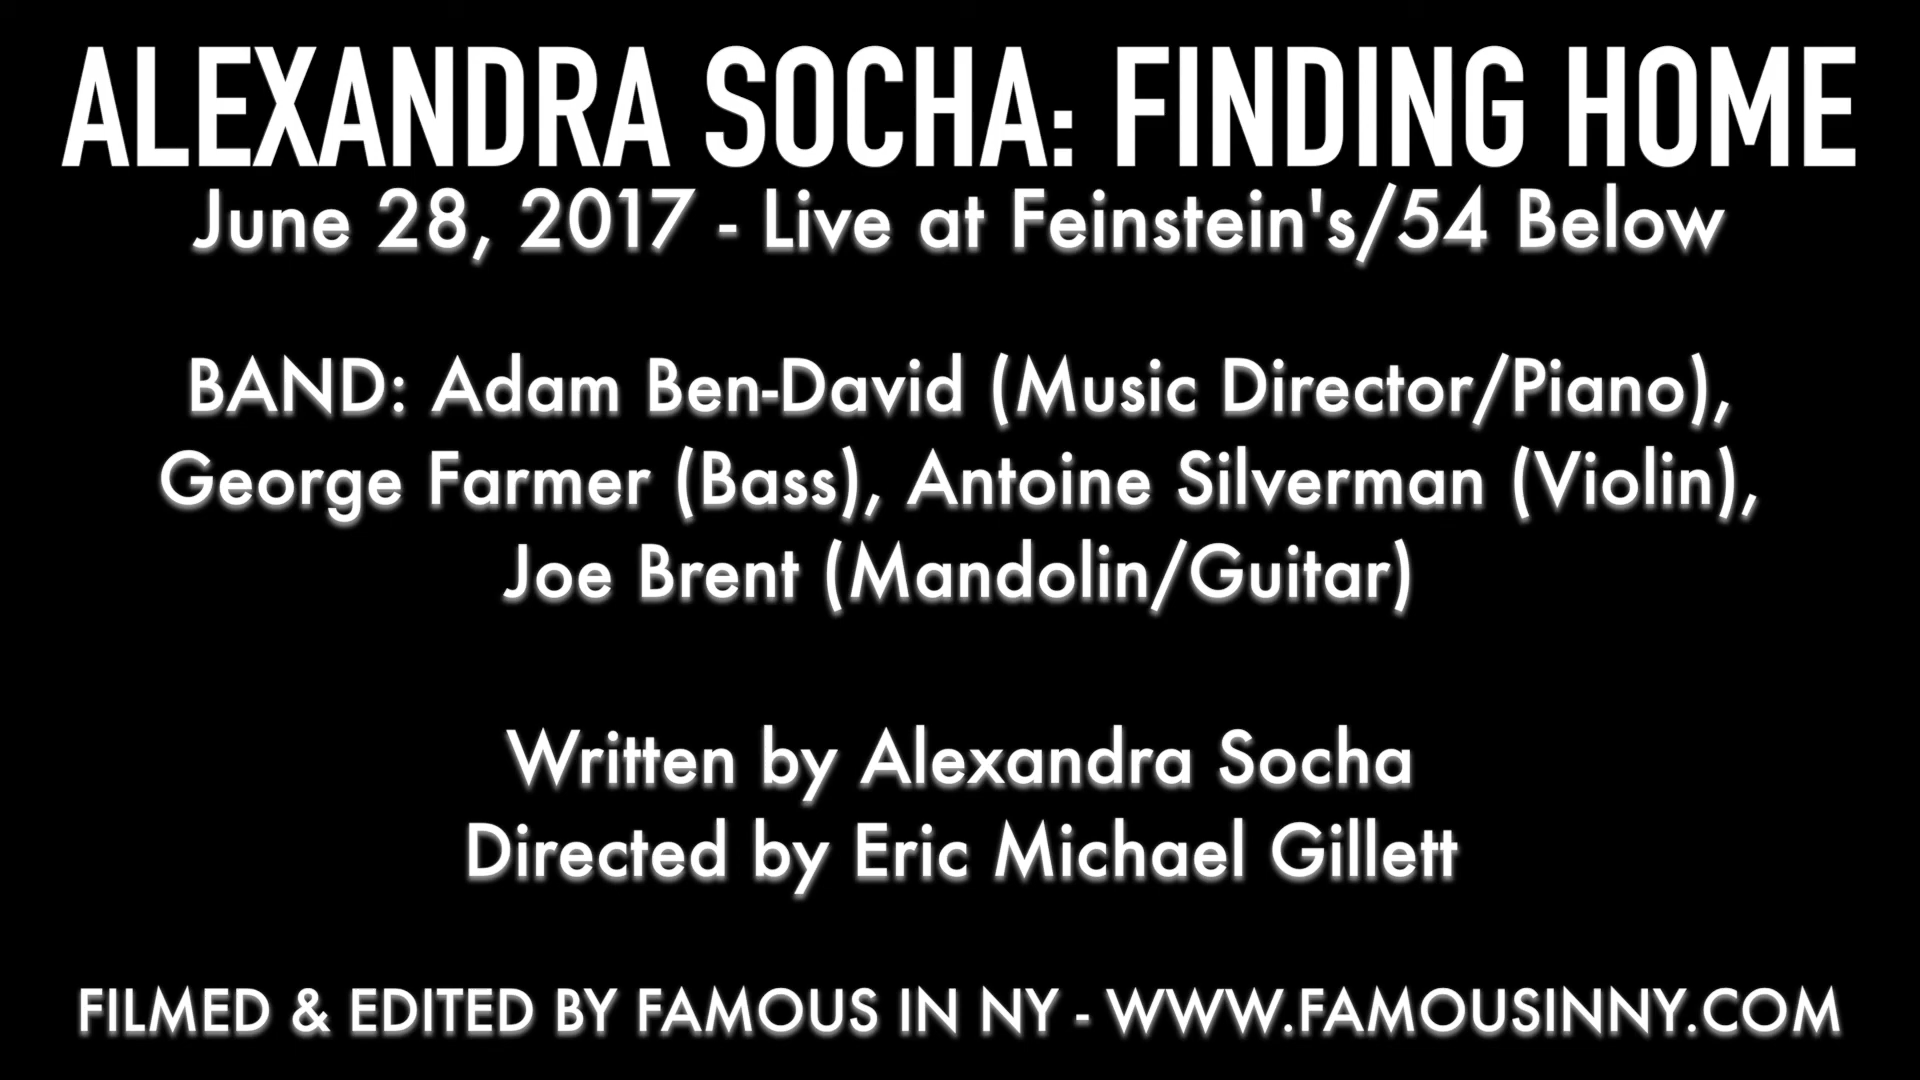 ALEXANDRA SOCHA: FINDING HOME
June 28, 2017 - Live at Feinstein's/54 Below
BAND: Adam Ben-David (Music Director/Piano),
George Farmer (Bass), Antoine Silverman (Violin),
Joe Brent (Mandolin/Guitar)
Written by Alexandra Socha
Directed by Eric Michael Gillett
FILMED & EDITED BY FAMOUS IN NY - WWW.FAMOUSINNY.COM